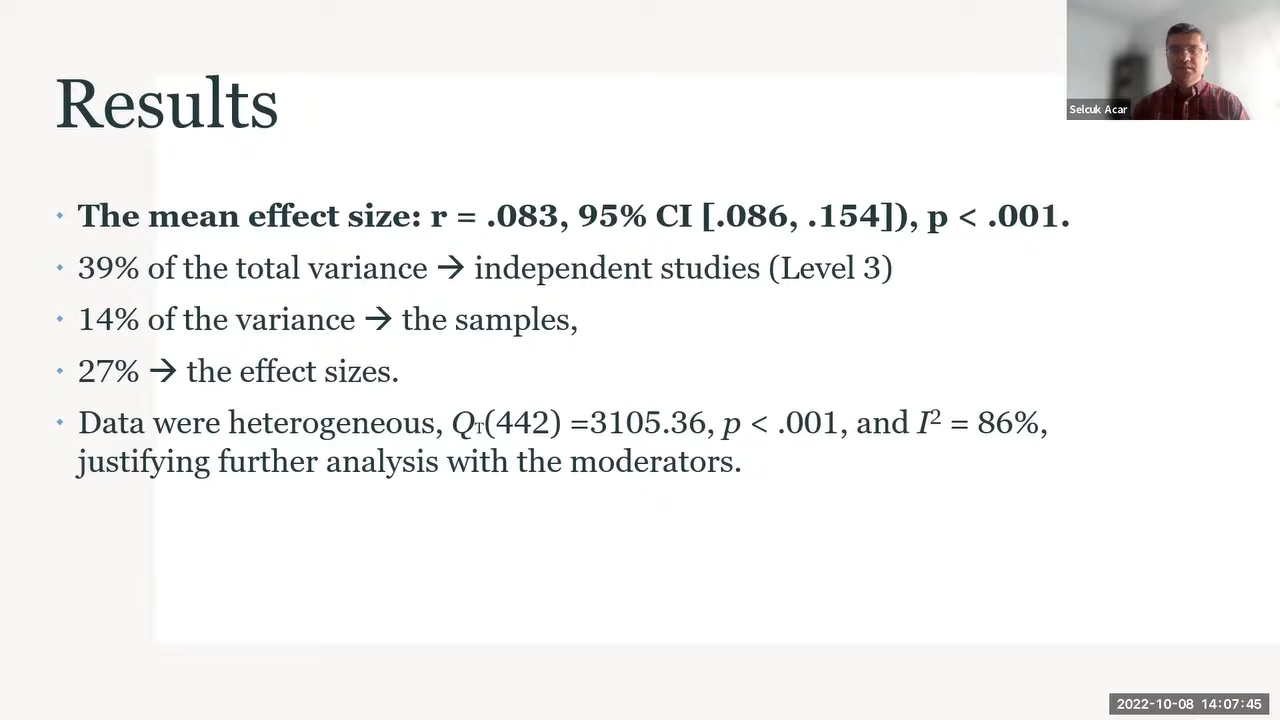 Results
Selcuk Acar
• The mean effect size: r = .083, 95% CI [.086, .154]), p < .001.
• 39% of the total variance → independent studies (Level 3)
• 14% of the variance → the samples,
• 27% → the effect sizes.
• Data were heterogeneous, QT(442) =3105.36, p < .001, and I² = 86%,
justifying further analysis with the moderators.
2022-10-08 14:07:45